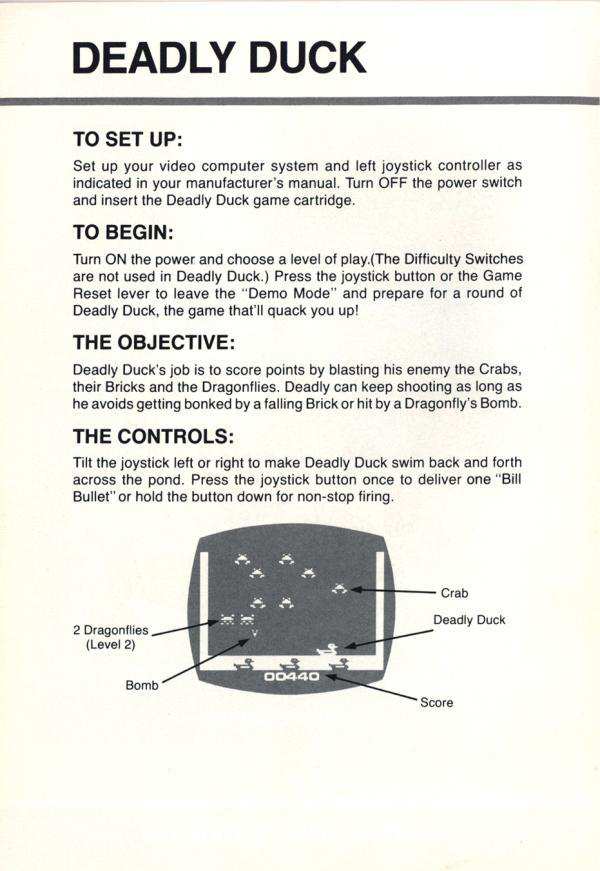 DEADLY DUCK
TO SET UP:
Set up your video computer system and left joystick controller as
indicated in your manufacturer's manual. Turn OFF the power switch
and insert the Deadly Duck game cartridge.
TO BEGIN:
Turn ON the power and choose a level of play.(The Difficulty Switches
are not used in Deadly Duck.) Press the joystick button or the Game
Reset lever to leave the "Demo Mode" and prepare for a round of
Deadly Duck, the game that'll quack you up!
THE OBJECTIVE:
Deadly Duck's job is to score points by blasting his enemy the Crabs,
their Bricks and the Dragonflies. Deadly can keep shooting as long as
he avoids getting bonked by a falling Brick or hit by a Dragonfly's Bomb.
THE CONTROLS:
Tilt the joystick left or right to make Deadly Duck swim back and forth
across the pond. Press the joystick button once to deliver one "Bill
Bullet" or hold the button down for non-stop firing.
Crab
Deadly Duck
2 Dragonflies
(Level 2)
Bomb
00440
Score